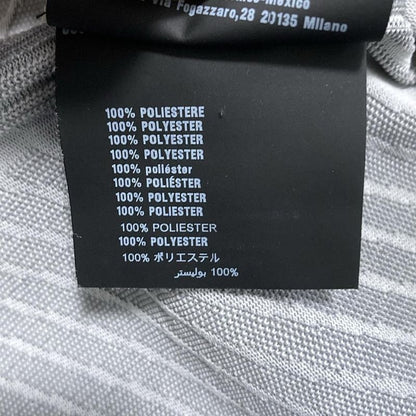 Mexico
Via Fogazzaro,28 20135 Milano
100% POLIESTERE
100% POLYESTER
100% POLYESTER
100% POLYESTER
100% poliéster
100% POLIÉSTER
100% POLYESTER
100% POLIESTER
100% POLIESTER
100% POLYESTER
100% ポリエステル
100% بوليستر